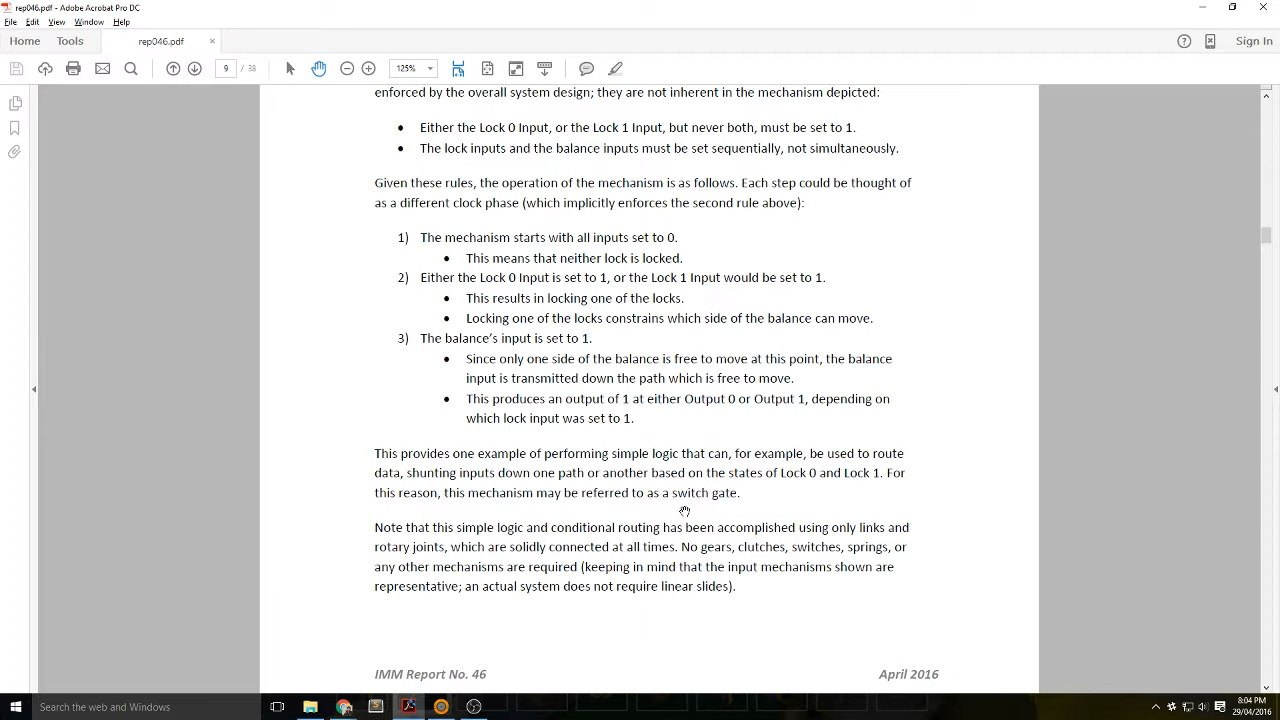 rep046.pdf - Adobe Acrobat Pro DC
File Edit View Window Help
Home Tools rep046.pdf × Sign In
9 / 38 125%
enforced by the overall system design; they are not inherent in the mechanism depicted:
• Either the Lock 0 Input, or the Lock 1 Input, but never both, must be set to 1.
• The lock inputs and the balance inputs must be set sequentially, not simultaneously.
Given these rules, the operation of the mechanism is as follows. Each step could be thought of
as a different clock phase (which implicitly enforces the second rule above):
1) The mechanism starts with all inputs set to 0.
• This means that neither lock is locked.
2) Either the Lock 0 Input is set to 1, or the Lock 1 Input would be set to 1.
• This results in locking one of the locks.
• Locking one of the locks constrains which side of the balance can move.
3) The balance's input is set to 1.
• Since only one side of the balance is free to move at this point, the balance
input is transmitted down the path which is free to move.
• This produces an output of 1 at either Output 0 or Output 1, depending on
which lock input was set to 1.
This provides one example of performing simple logic that can, for example, be used to route
data, shunting inputs down one path or another based on the states of Lock 0 and Lock 1. For
this reason, this mechanism may be referred to as a switch gate.
Note that this simple logic and conditional routing has been accomplished using only links and
rotary joints, which are solidly connected at all times. No gears, clutches, switches, springs, or
any other mechanisms are required (keeping in mind that the input mechanisms shown are
representative; an actual system does not require linear slides).
IMM Report No. 46 April 2016
Search the web and Windows
8:04 PM
29/04/2016